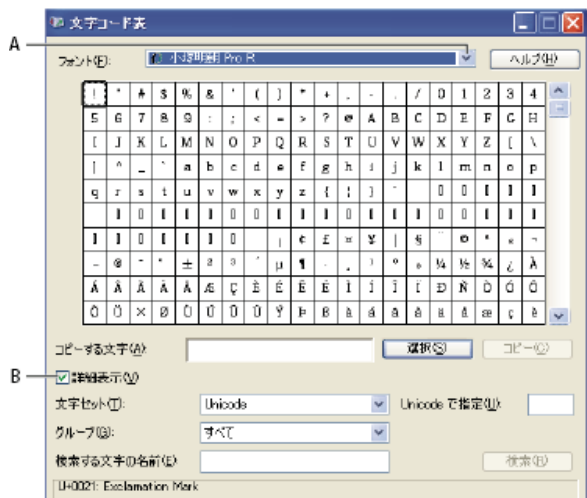 文字コード表
A
フォント(F):
小塚明朝 Pro R
ヘルプ(H)
! " # $ % & ' ( ) * + , - . / 0 1 2 3 4
5 6 7 8 9 : ; < = > ? @ A B C D E F G H
I J K L M N O P Q R S T U V W X Y Z [ \
] ^ _ ` a b c d e f g h i j k l m n o p
q r s t u v w x y z { | }
¡ ¢ £ ¤ ¥ ¦ § ¨ © ª « ¬
- ® ¯ ° ± ² ³ ´ µ ¶ · ¸ ¹ º » ¼ ½ ¾ ¿ À
Á Â Ã Ä Å Æ Ç È É Ê Ë Ì Í Î Ï Ð Ñ Ò Ó Ô
Õ Ö × Ø Ù Ú Û Ü Ý Þ ß à á â ã ä å æ ç è
コピーする文字(A):
選択(S)
コピー(C)
B
詳細表示(V)
文字セット(T):
Unicode
Unicode で指定(U):
グループ(G):
すべて
検索する文字の名前(E):
検索(B)
U+0021: Exclamation Mark